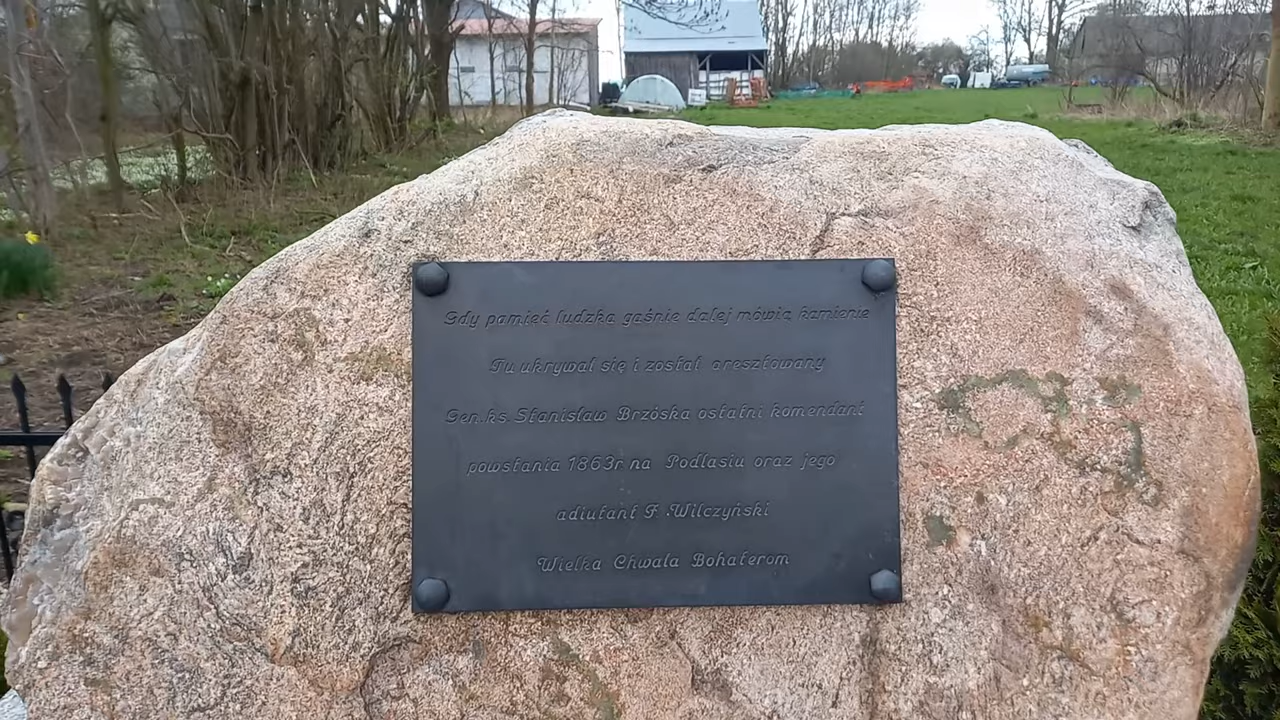 Gdy pamięć ludzka gaśnie dalej mówią kamienie
Tu ukrywał się i został aresztowany
Gen.ks.Stanisław Brzóska ostatni komendant
powstania 1863r na Podlasiu oraz jego
adiutant F. Wilczyński
Wielka Chwała Bohaterom